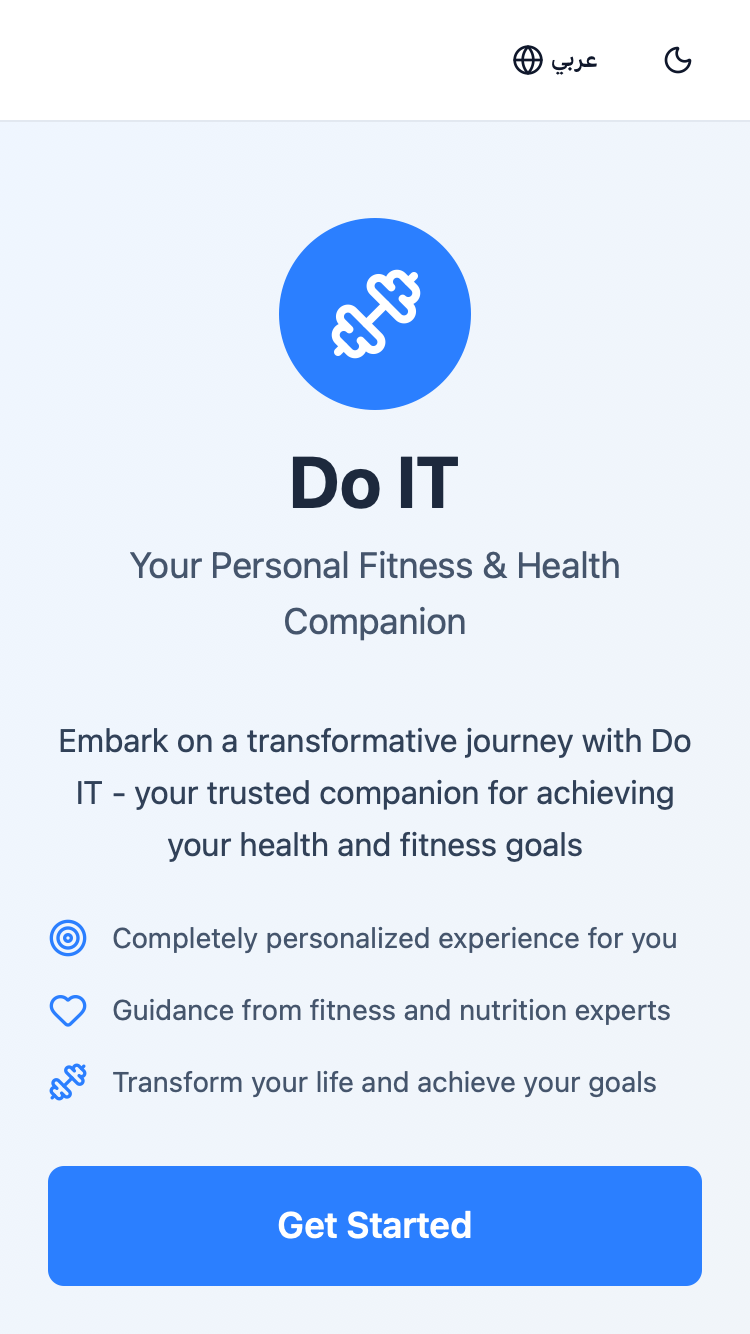 عربي
Do IT
Your Personal Fitness & Health
Companion
Embark on a transformative journey with Do
IT - your trusted companion for achieving
your health and fitness goals
Completely personalized experience for you
Guidance from fitness and nutrition experts
Transform your life and achieve your goals
Get Started